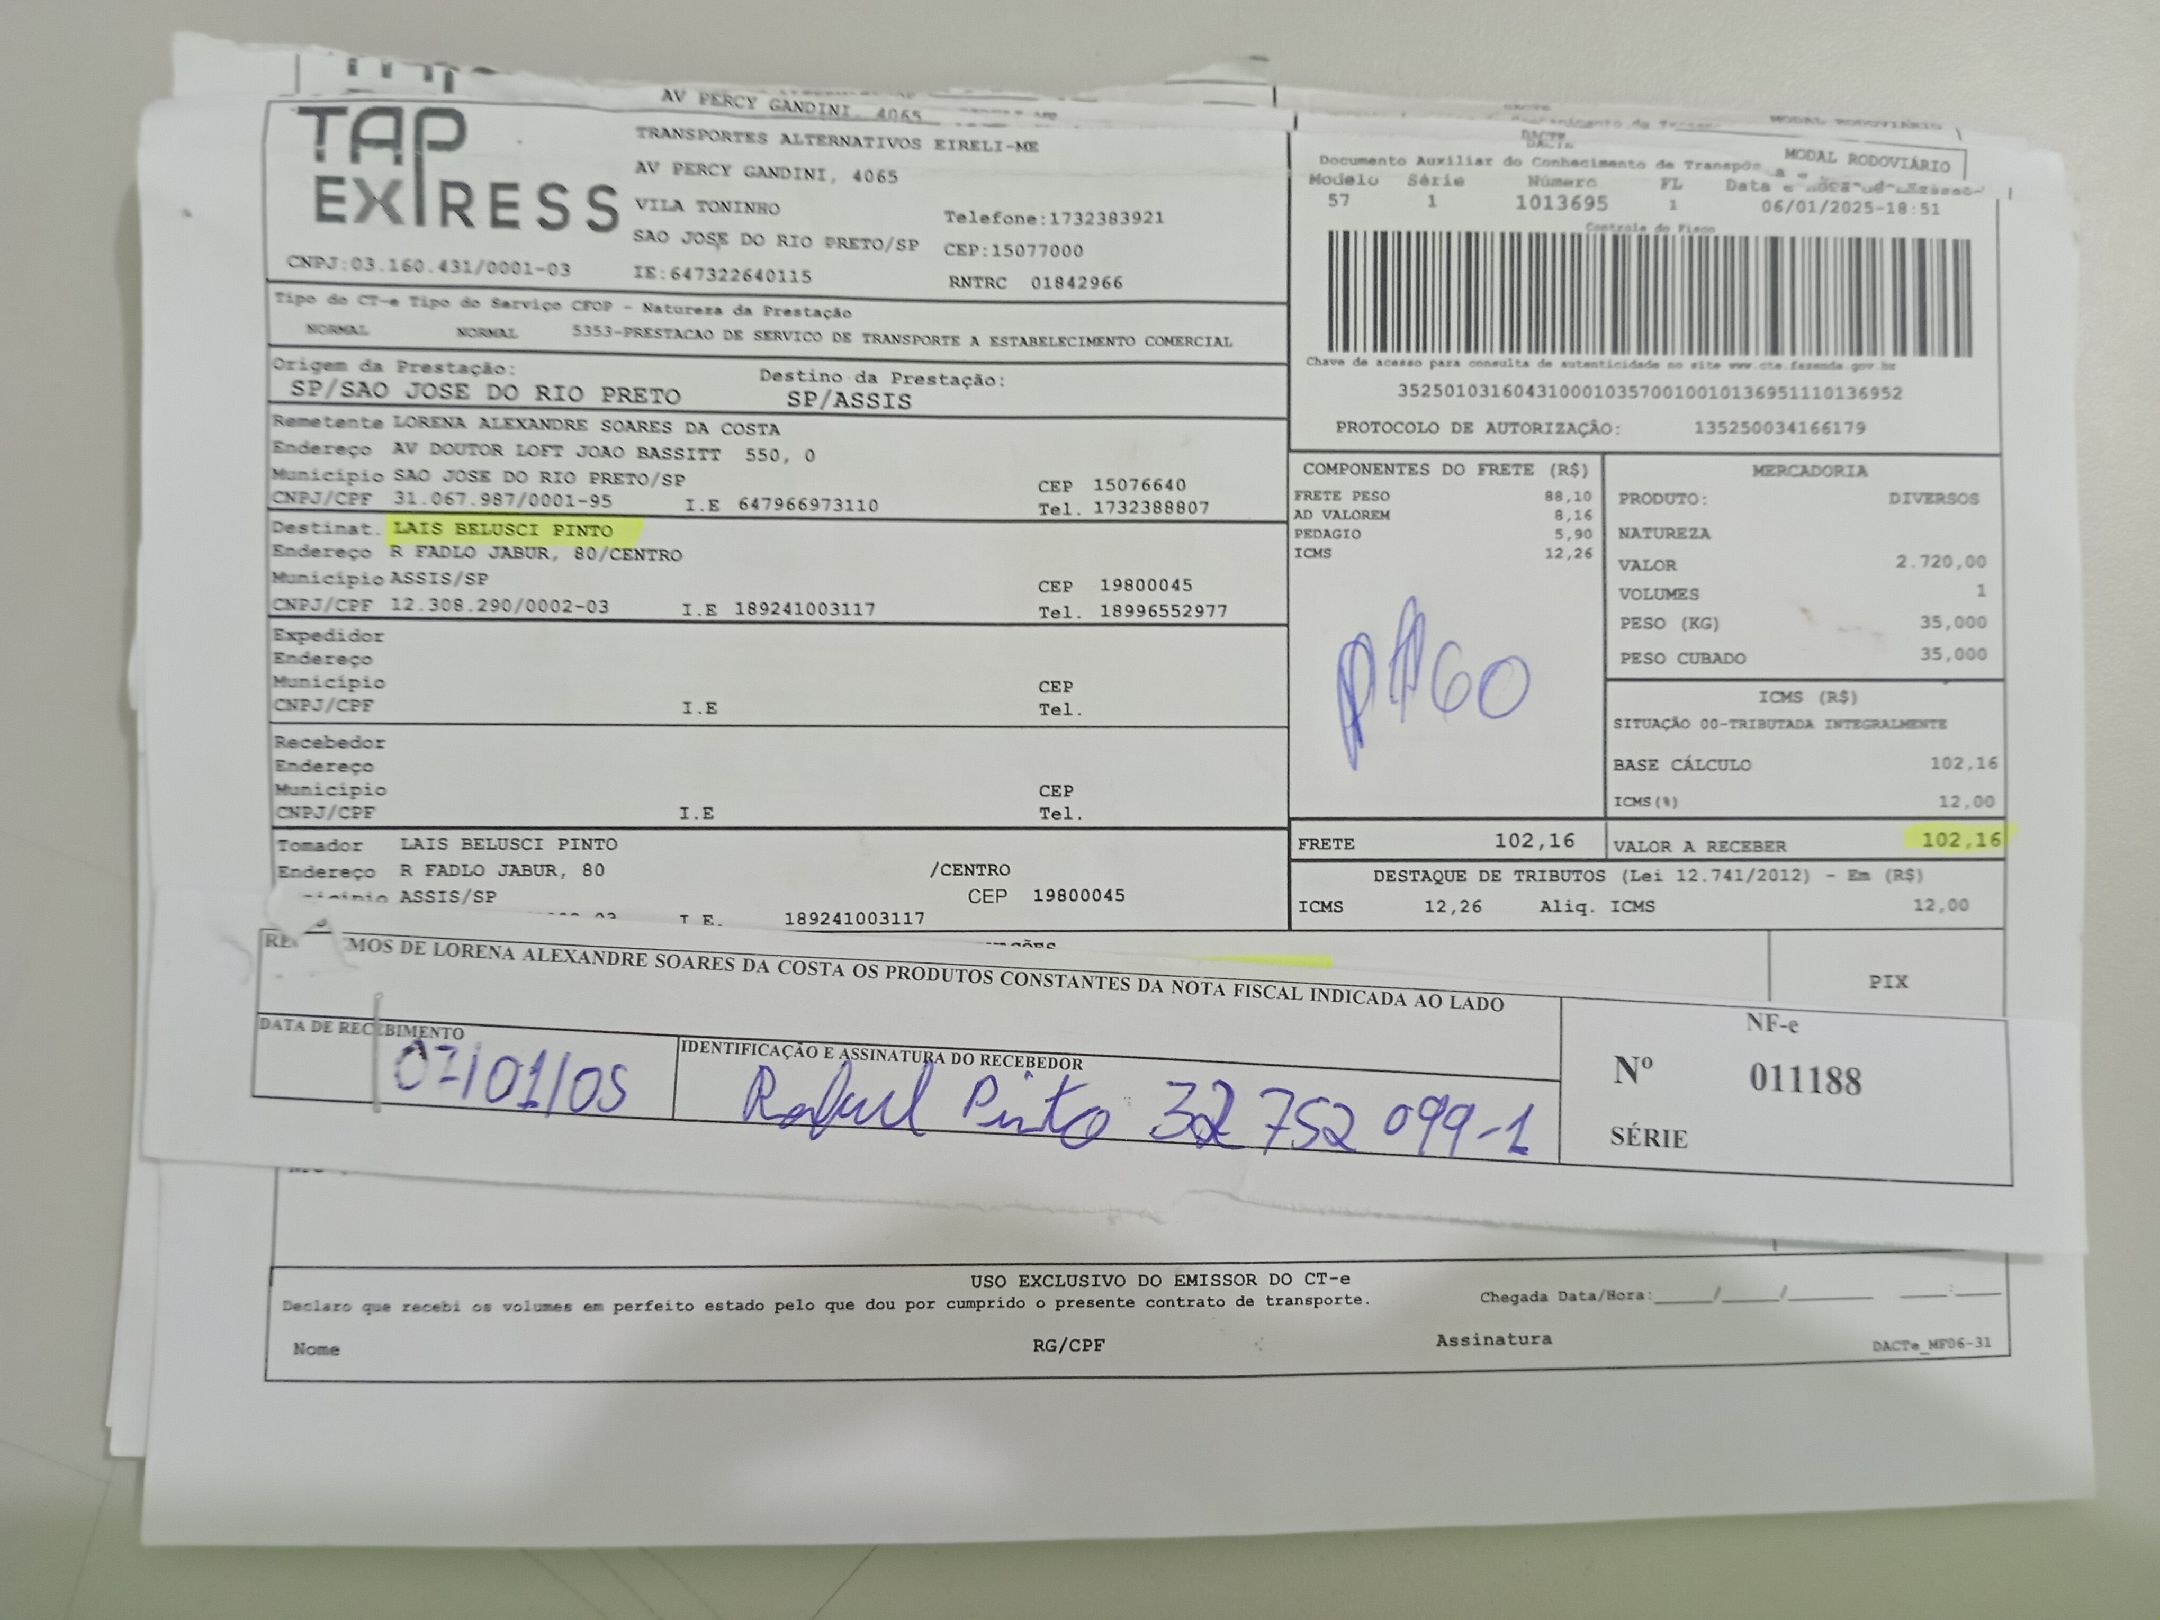 AV PERCY GANDINI, 4065
TAP EXPRESS
TRANSPORTES ALTERNATIVOS EIRELI-ME
AV PERCY GANDINI, 4065
VILA TONINHO
Telefone:1732383921
SAO JOSE DO RIO PRETO/SP CEP:15077000
CNPJ:03.160.431/0001-03 IE:647322640115 RNTRC 01842966
MODAL RODOVIÁRIO
DACTE
Documento Auxiliar do Conhecimento de MODAL RODOVIÁRIO
Modelo Série Número FL Data e
57 1 1013695 1 06/01/2025-18:51
Controle do Fisco
Chave de acesso para consulta de autenticidade no site www.cte.fazenda.gov.br
35250103160431000103570010010136951110136952
PROTOCOLO DE AUTORIZAÇÃO: 135250034166179
Tipo do CT-e Tipo do Serviço CFOP - Natureza da Prestação
NORMAL NORMAL 5353-PRESTACAO DE SERVICO DE TRANSPORTE A ESTABELECIMENTO COMERCIAL
Origem da Prestação: Destino da Prestação:
SP/SAO JOSE DO RIO PRETO SP/ASSIS
Remetente LORENA ALEXANDRE SOARES DA COSTA
Endereço AV DOUTOR LOFT JOAO BASSITT 550, 0
Município SAO JOSE DO RIO PRETO/SP CEP 15076640
CNPJ/CPF 31.067.987/0001-95 I.E 647966973110 Tel. 1732388807
Destinat. LAIS BELUSCI PINTO
Endereço R FADLO JABUR, 80/CENTRO
Município ASSIS/SP CEP 19800045
CNPJ/CPF 12.308.290/0002-03 I.E 189241003117 Tel. 18996552977
Expedidor
Endereço
Município CEP
CNPJ/CPF I.E Tel.
Recebedor
Endereço
Município CEP
CNPJ/CPF I.E Tel.
Tomador LAIS BELUSCI PINTO
Endereço R FADLO JABUR, 80 /CENTRO
ASSIS/SP CEP 19800045
I.E. 189241003117
COMPONENTES DO FRETE (R$)
FRETE PESO 88,10
AD VALOREM 8,16
PEDAGIO 5,90
ICMS 12,26
60
MERCADORIA
PRODUTO: DIVERSOS
NATUREZA
VALOR 2.720,00
VOLUMES 1
PESO (KG) 35,000
PESO CUBADO 35,000
ICMS (R$)
SITUAÇÃO 00-TRIBUTADA INTEGRALMENTE
BASE CÁLCULO 102,16
ICMS(%) 12,00
FRETE 102,16 VALOR A RECEBER 102,16
DESTAQUE DE TRIBUTOS (Lei 12.741/2012) - Em (R$)
ICMS 12,26 Aliq. ICMS 12,00
PIX
MOS DE LORENA ALEXANDRE SOARES DA COSTA OS PRODUTOS CONSTANTES DA NOTA FISCAL INDICADA AO LADO
DATA DE RECEBIMENTO
07/01/05
IDENTIFICAÇÃO E ASSINATURA DO RECEBEDOR
Rafael Pinto 32 752 099-1
NF-e
Nº 011188
SÉRIE
USO EXCLUSIVO DO EMISSOR DO CT-e
Declaro que recebi os volumes em perfeito estado pelo que dou por cumprido o presente contrato de transporte. Chegada Data/Hora:____/____/______ ___:___
Nome RG/CPF Assinatura DACTe_MF06-31